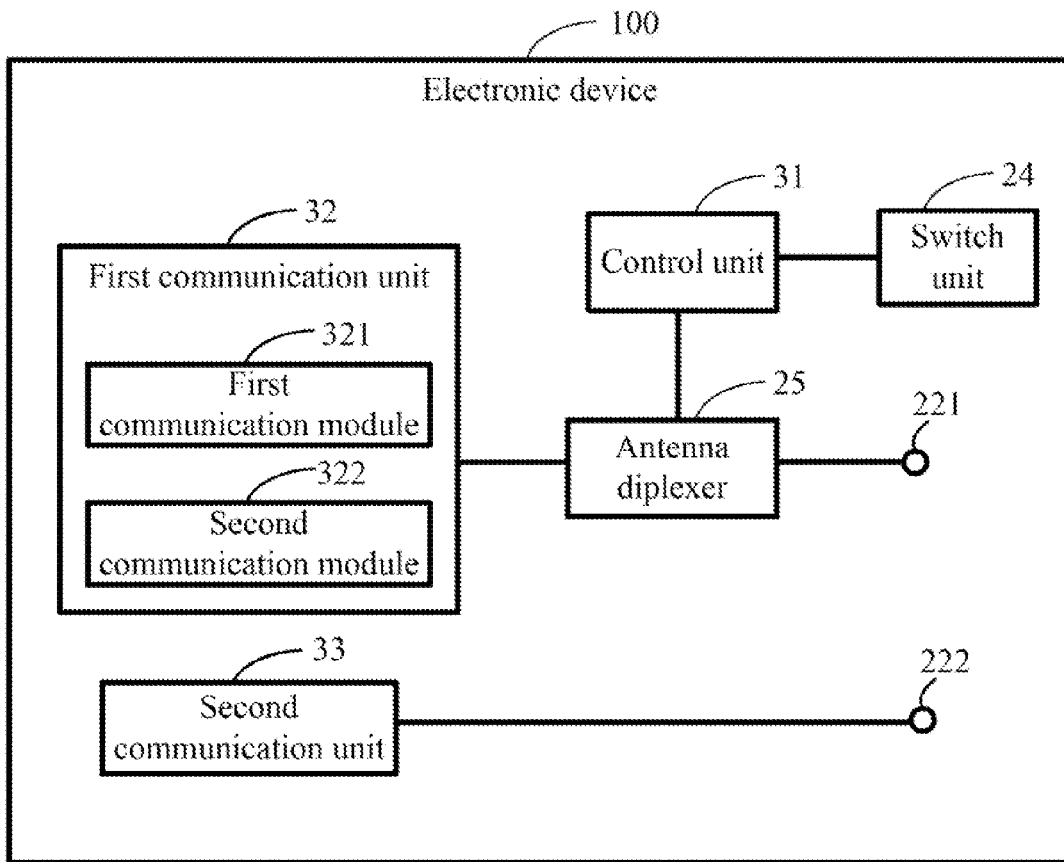 100
Electronic device
31
24
32
Control unit
Switch
unit
First communication unit
321
First
communication module
25
221
Antenna
diplexer
322
Second
communication module
33
222
Second
communication unit